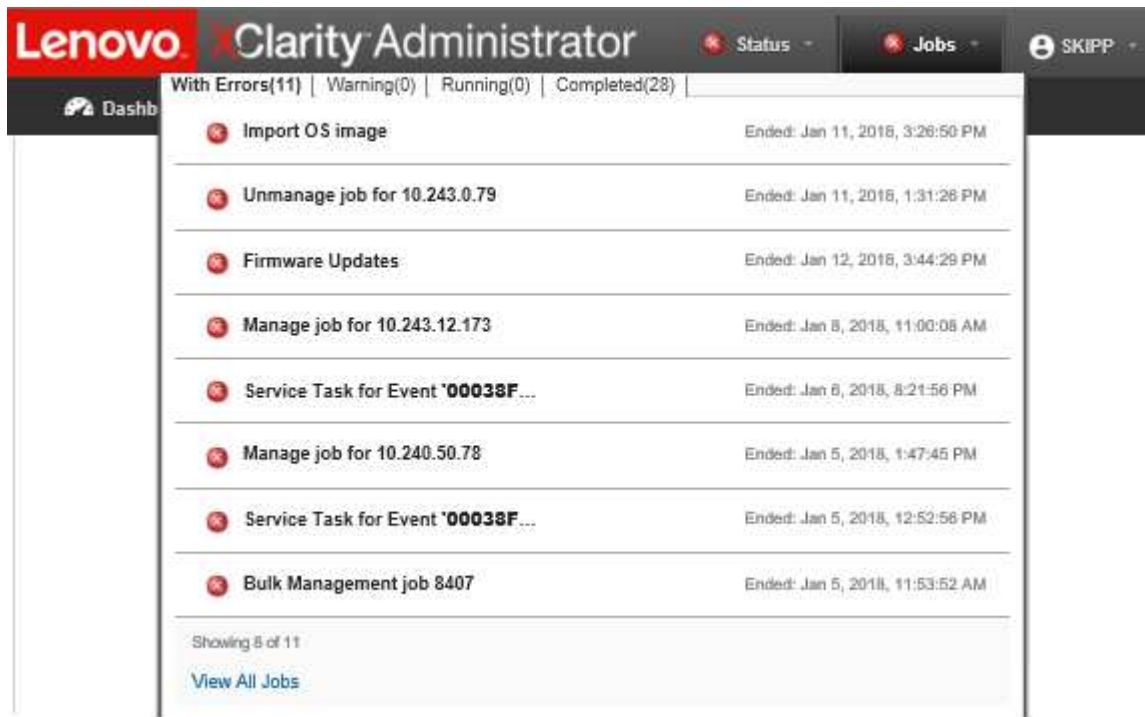 Lenovo. XClarity Administrator Status Jobs SKIPP
Dashb
With Errors(11) | Warning(0) | Running(0) | Completed(28) |
Import OS image Ended: Jan 11, 2018, 3:26:50 PM
Unmanage job for 10.243.0.79 Ended: Jan 11, 2018, 1:31:26 PM
Firmware Updates Ended: Jan 12, 2018, 3:44:29 PM
Manage job for 10.243.12.173 Ended: Jan 8, 2018, 11:00:08 AM
Service Task for Event '00038F... Ended: Jan 6, 2018, 8:21:56 PM
Manage job for 10.240.50.78 Ended: Jan 5, 2018, 1:47:45 PM
Service Task for Event '00038F... Ended: Jan 5, 2018, 12:52:56 PM
Bulk Management job 8407 Ended: Jan 5, 2018, 11:53:52 AM
Showing 8 of 11
View All Jobs